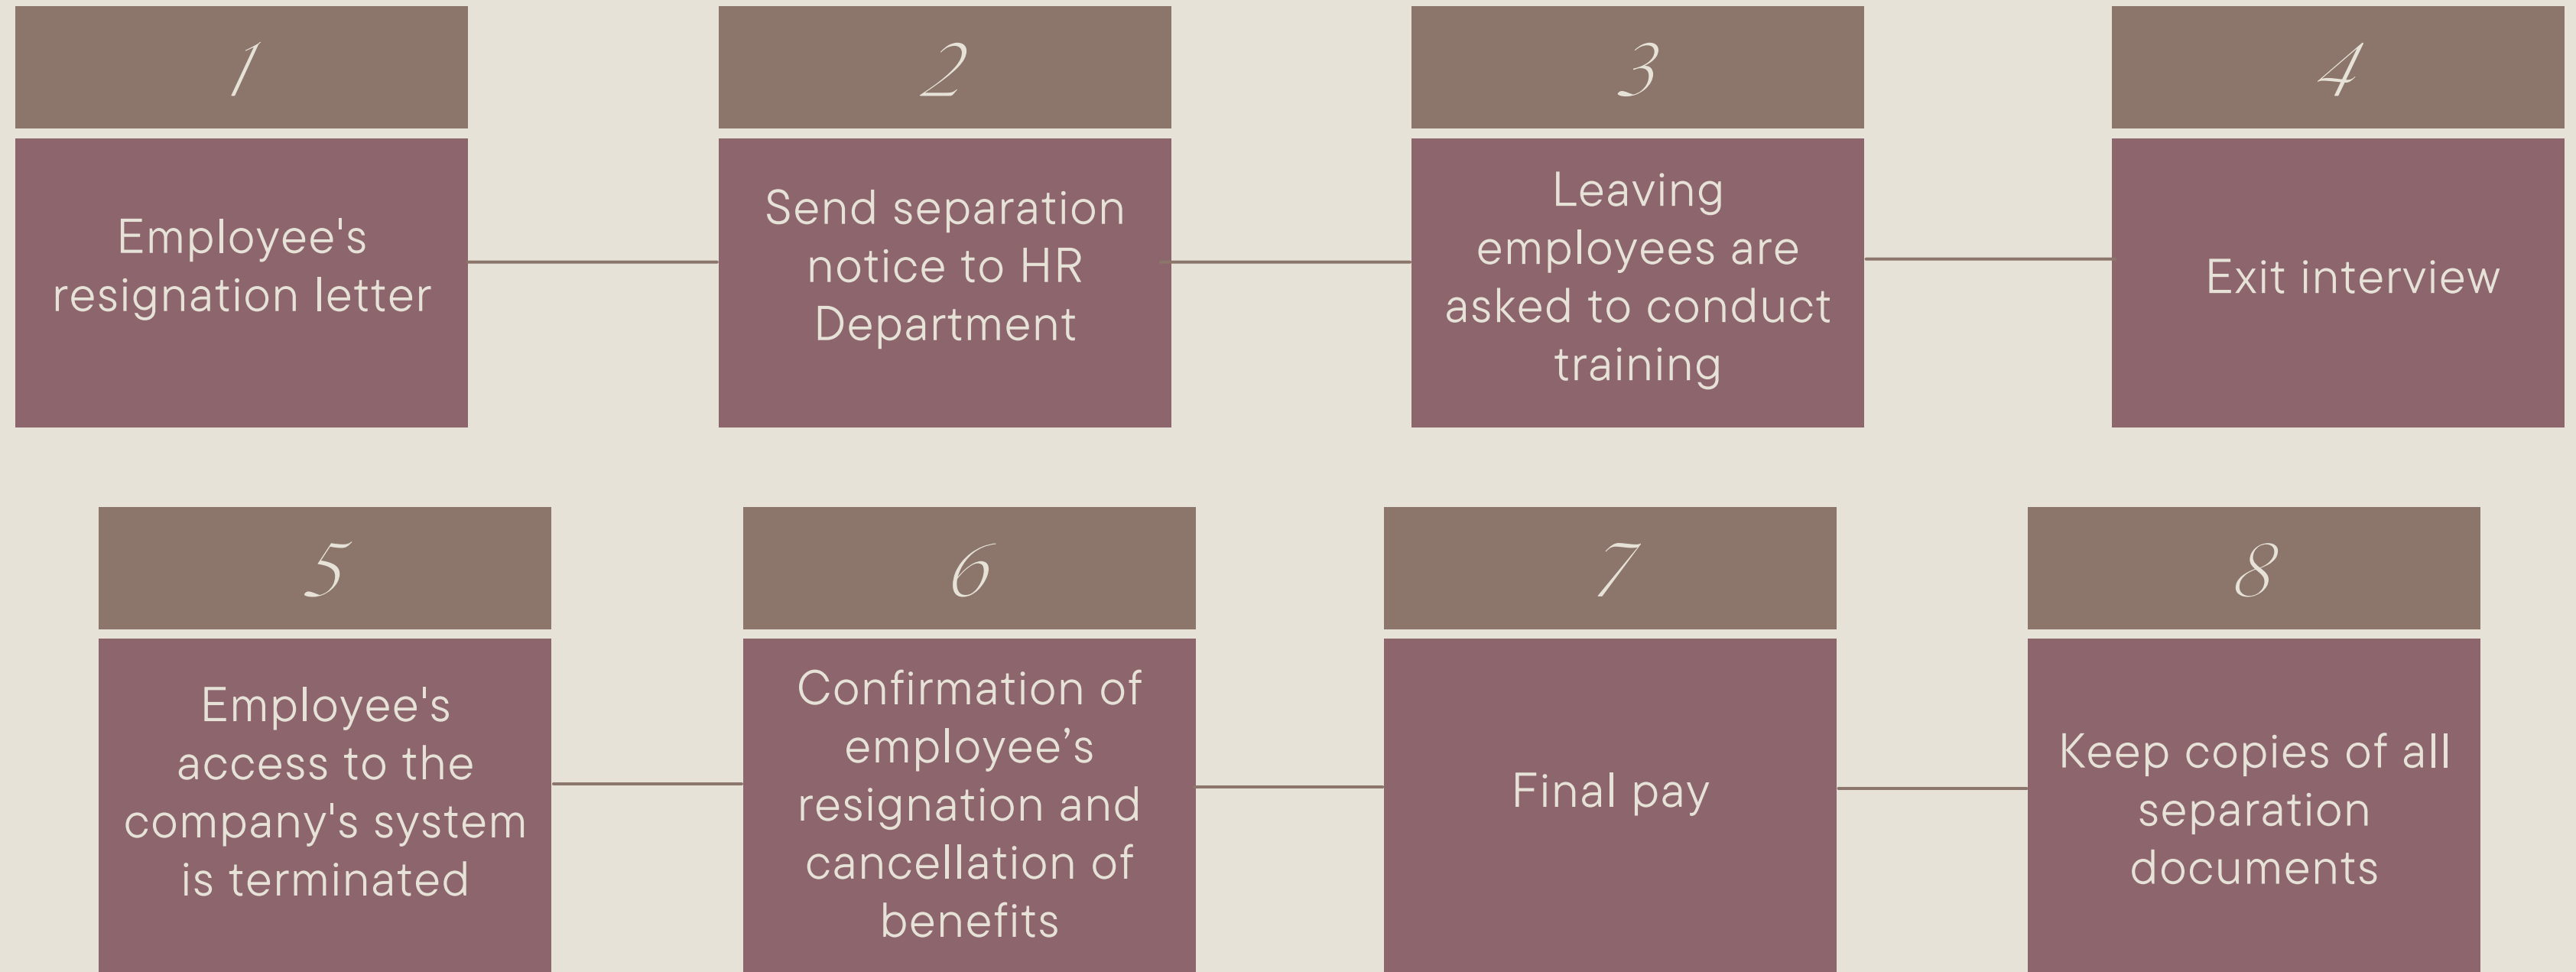 1
Employee's
resignation letter
2
Send separation
notice to HR
Department
3
Leaving
employees are
asked to conduct
training
4
Exit interview
5
Employee's
access to the
company's system
is terminated
6
Confirmation of
employee’s
resignation and
cancellation of
benefits
7
Final pay
8
Keep copies of all
separation
documents